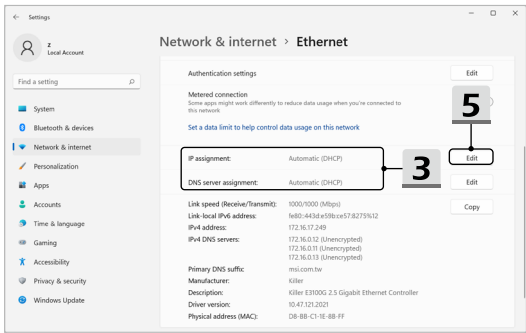 Settings
z
Local Account
Find a setting
System
Bluetooth & devices
Network & internet
Personalization
Apps
Accounts
Time & language
Gaming
Accessibility
Privacy & security
Windows Update
Network & internet > Ethernet
Authentication settings Edit
Metered connection
Some apps might work differently to reduce data usage when you're connected to
this network
5
Set a data limit to help control data usage on this network
IP assignment: Automatic (DHCP) Edit
3
DNS server assignment: Automatic (DHCP) Edit
Link speed (Receive/Transmit): 1000/1000 (Mbps) Copy
Link-local IPv6 address: fe80::443d:e59b:ce57:8275%12
IPv4 address: 172.16.17.249
IPv4 DNS servers: 172.16.0.12 (Unencrypted)
172.16.0.11 (Unencrypted)
172.16.0.13 (Unencrypted)
Primary DNS suffix: msi.com.tw
Manufacturer: Killer
Description: Killer E3100G 2.5 Gigabit Ethernet Controller
Driver version: 10.47.121.2021
Physical address (MAC): D8-BB-C1-1E-8B-FF